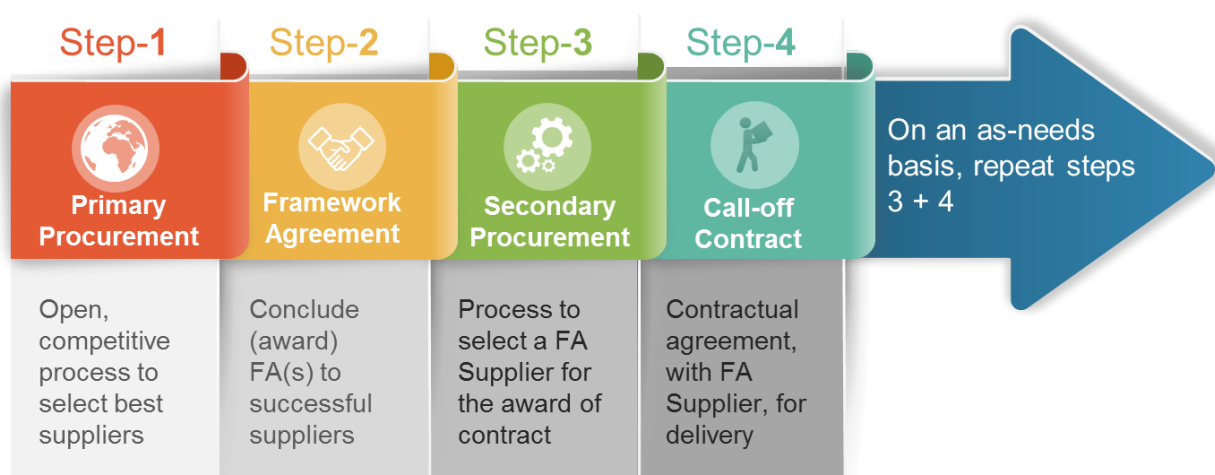 Step-1
Primary
Procurement
Open,
competitive
process to
select best
suppliers
Step-2
Framework
Agreement
Conclude
(award)
FA(s) to
successful
suppliers
Step-3
Secondary
Procurement
Process to
select a FA
Supplier for
the award of
contract
Step-4
Call-off
Contract
Contractual
agreement,
with FA
Supplier, for
delivery
On an as-needs
basis, repeat steps
3 + 4